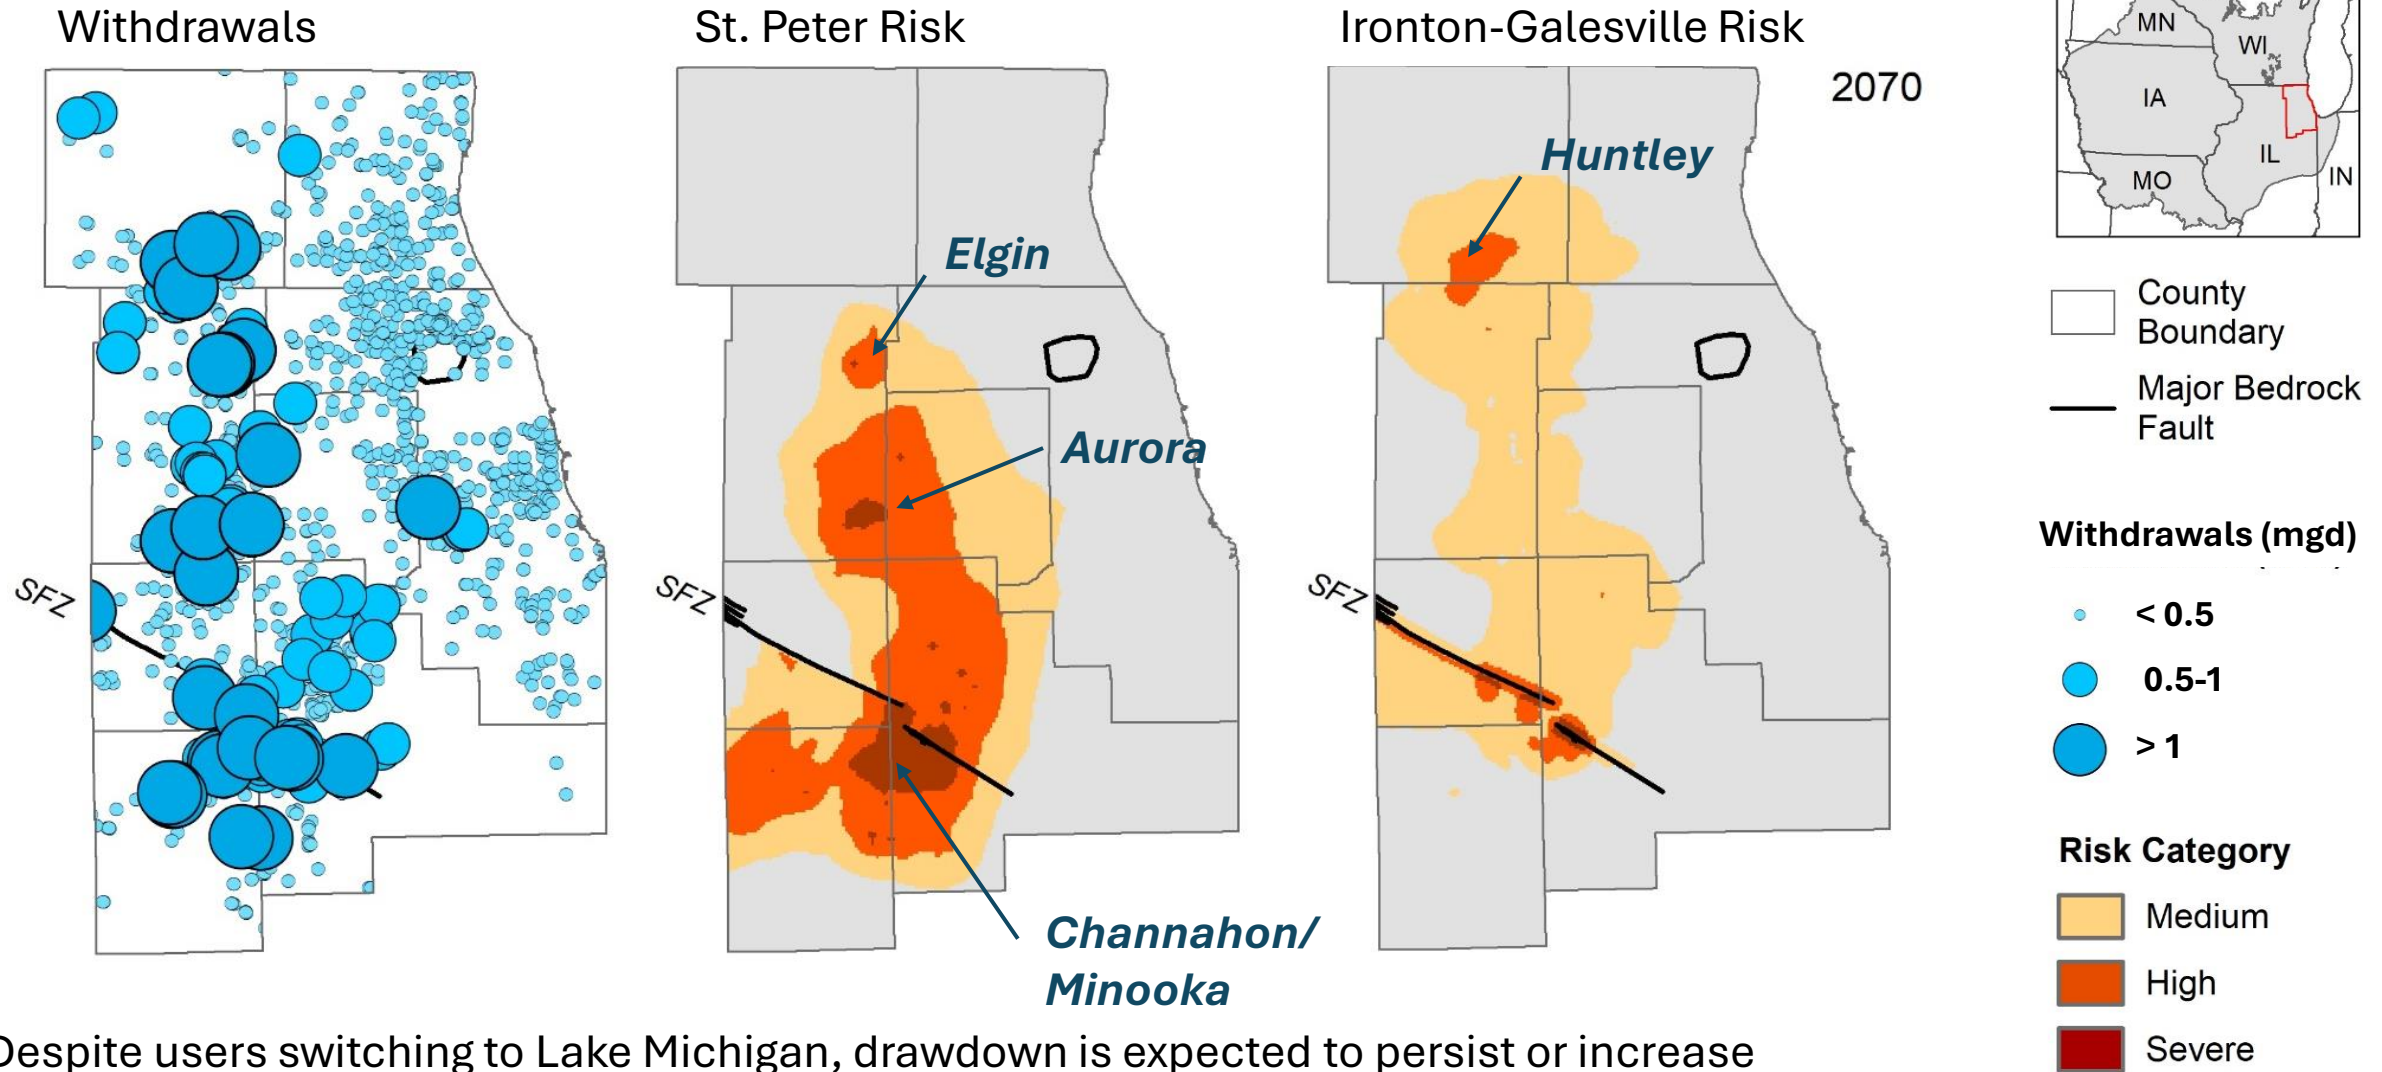 Withdrawals
St. Peter Risk
Ironton-Galesville Risk
2070
MN
WI
IA
IL
MO
IN
Huntley
Elgin
Aurora
SFZ
SFZ
SFZ
Channahon/
Minooka
County
Boundary
Major Bedrock
Fault
Withdrawals (mgd)
< 0.5
0.5-1
> 1
Risk Category
Medium
High
Severe
Despite users switching to Lake Michigan, drawdown is expected to persist or increase